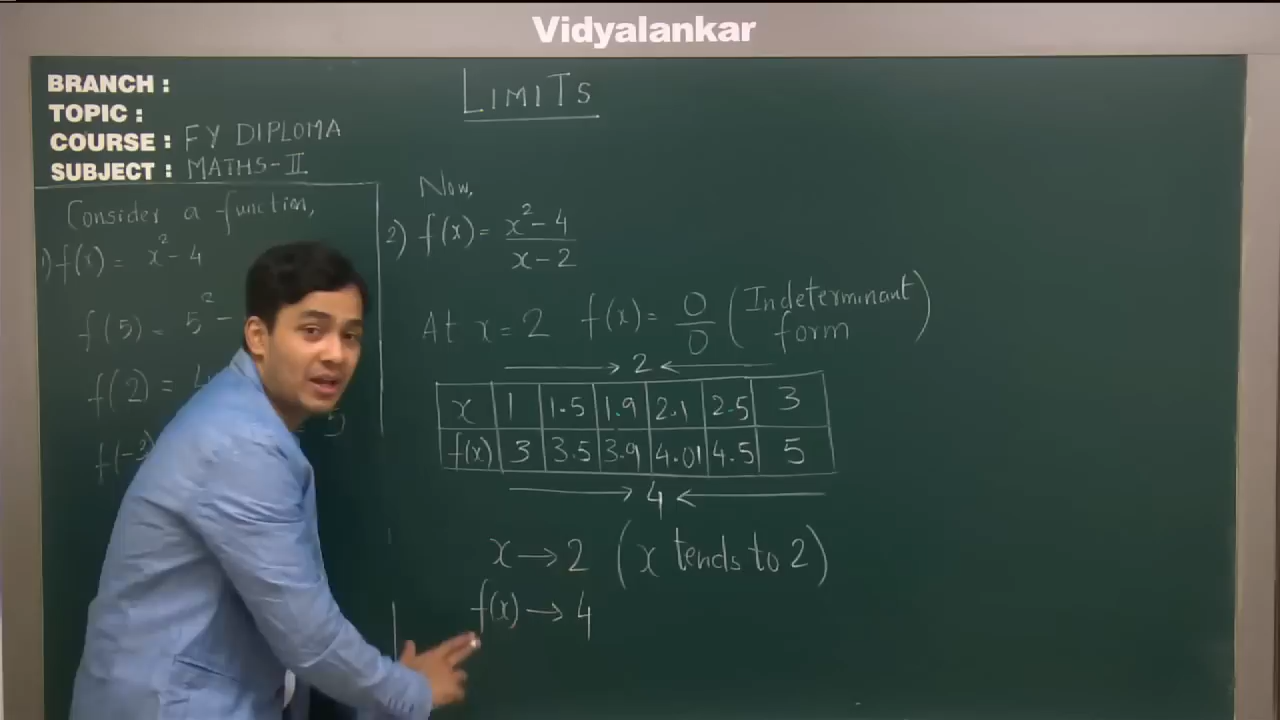 Vidyalankar
BRANCH :
TOPIC :
COURSE : FY DIPLOMA
SUBJECT : MATHS-II
LIMITS
Consider a function,
1) f(x) = x² - 4
f(5) = 5² -
f(2) =
5
Now,
2) f(x) = x² - 4 / x - 2
At x = 2 f(x) = 0/0 (Indeterminant form)
→ 2 ←
x 1 1.5 1.9 2.1 2.5 3
f(x) 3 3.5 3.9 4.01 4.5 5
→ 4 ←
x → 2 (x tends to 2)
f(x) → 4